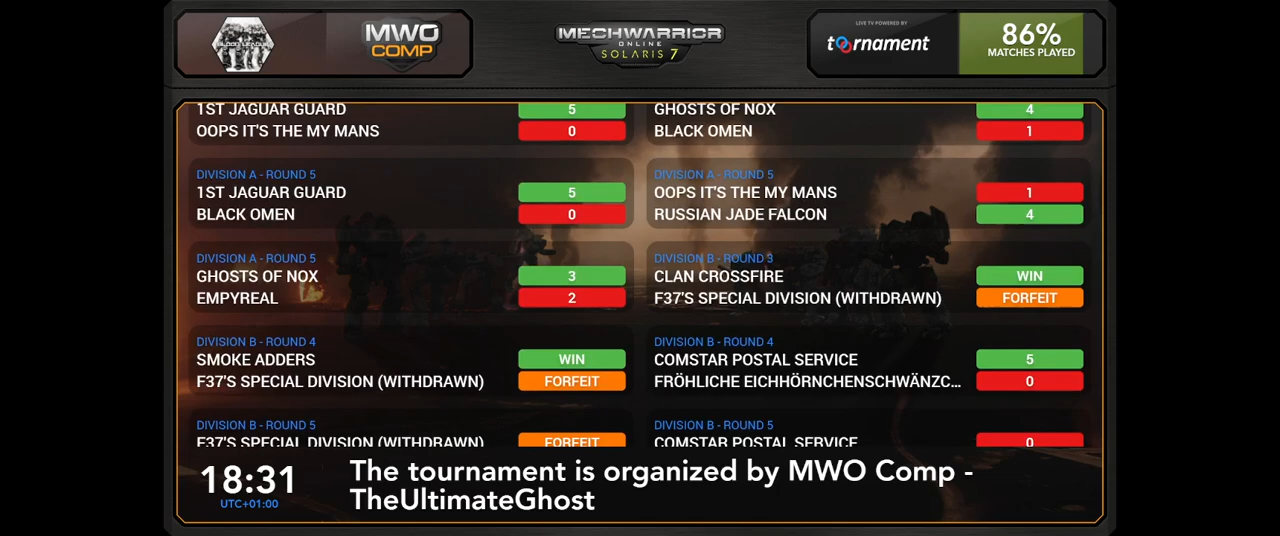 BLOOD LEAGUE
MWO
COMP
MECHWARRIOR
ONLINE
SOLARIS 7
LIVE TV POWERED BY
toornament
86%
MATCHES PLAYED
1ST JAGUAR GUARD 5
OOPS IT'S THE MY MANS 0
GHOSTS OF NOX 4
BLACK OMEN 1
DIVISION A - ROUND 5
1ST JAGUAR GUARD 5
BLACK OMEN 0
DIVISION A - ROUND 5
OOPS IT'S THE MY MANS 1
RUSSIAN JADE FALCON 4
DIVISION A - ROUND 5
GHOSTS OF NOX 3
EMPYREAL 2
DIVISION B - ROUND 3
CLAN CROSSFIRE WIN
F37'S SPECIAL DIVISION (WITHDRAWN) FORFEIT
DIVISION B - ROUND 4
SMOKE ADDERS WIN
F37'S SPECIAL DIVISION (WITHDRAWN) FORFEIT
DIVISION B - ROUND 4
COMSTAR POSTAL SERVICE 5
FRÖHLICHE EICHHÖRNCHENSCHWÄNZC... 0
DIVISION B - ROUND 5
F37'S SPECIAL DIVISION (WITHDRAWN) FORFEIT
DIVISION B - ROUND 5
COMSTAR POSTAL SERVICE 0
18:31
UTC+01:00
The tournament is organized by MWO Comp -
TheUltimateGhost